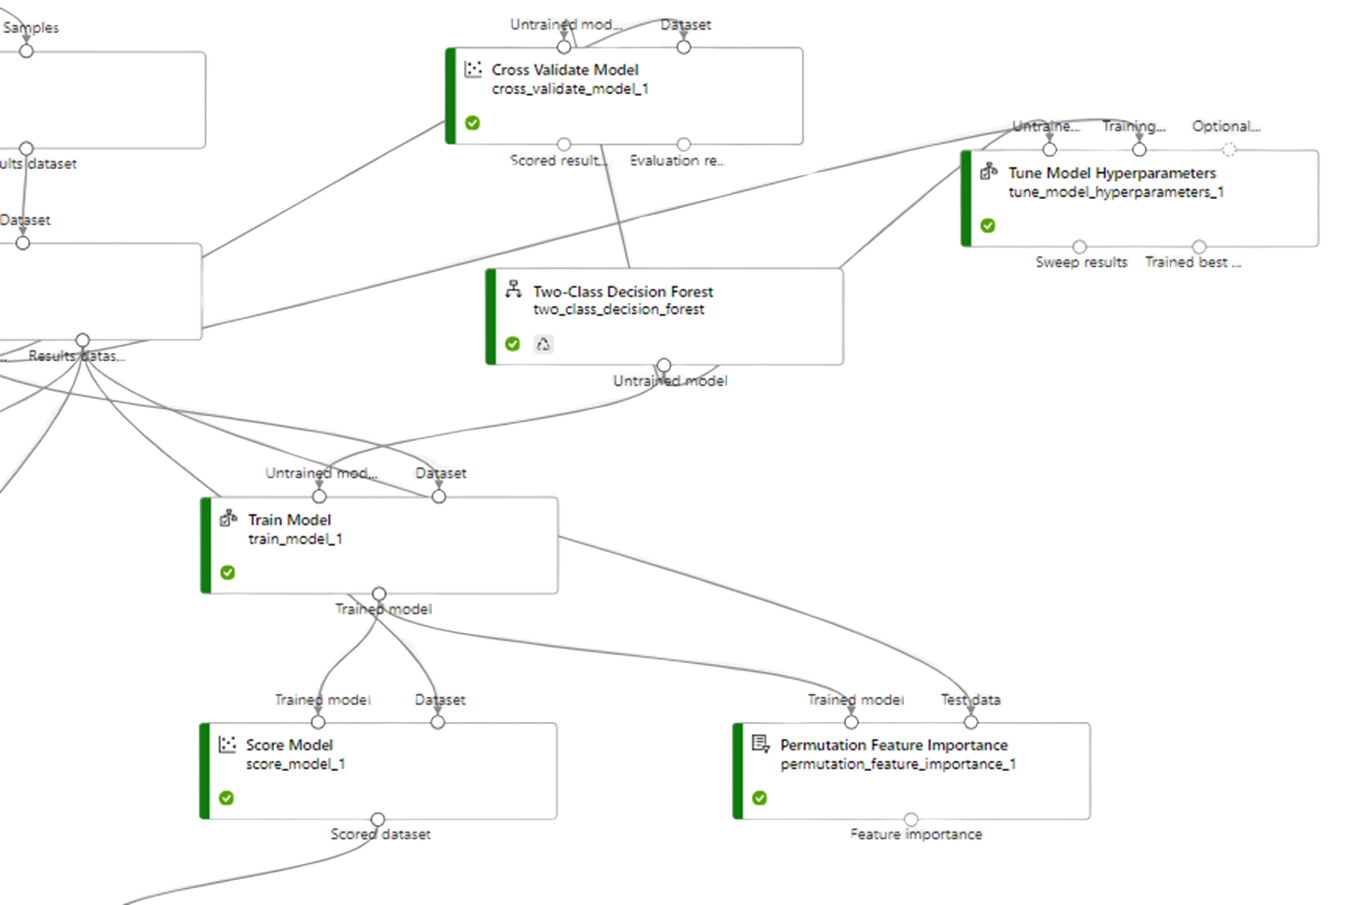 Samples
ults dataset
Dataset
Results datas...
Untrained mod...
Dataset
Cross Validate Model
cross_validate_model_1
Scored result...
Evaluation re...
Untraine...
Training...
Optional...
Tune Model Hyperparameters
tune_model_hyperparameters_1
Sweep results
Trained best ...
Two-Class Decision Forest
two_class_decision_forest
Untrained model
Untrained mod...
Dataset
Train Model
train_model_1
Trained model
Trained model
Dataset
Score Model
score_model_1
Scored dataset
Trained model
Test data
Permutation Feature Importance
permutation_feature_importance_1
Feature importance